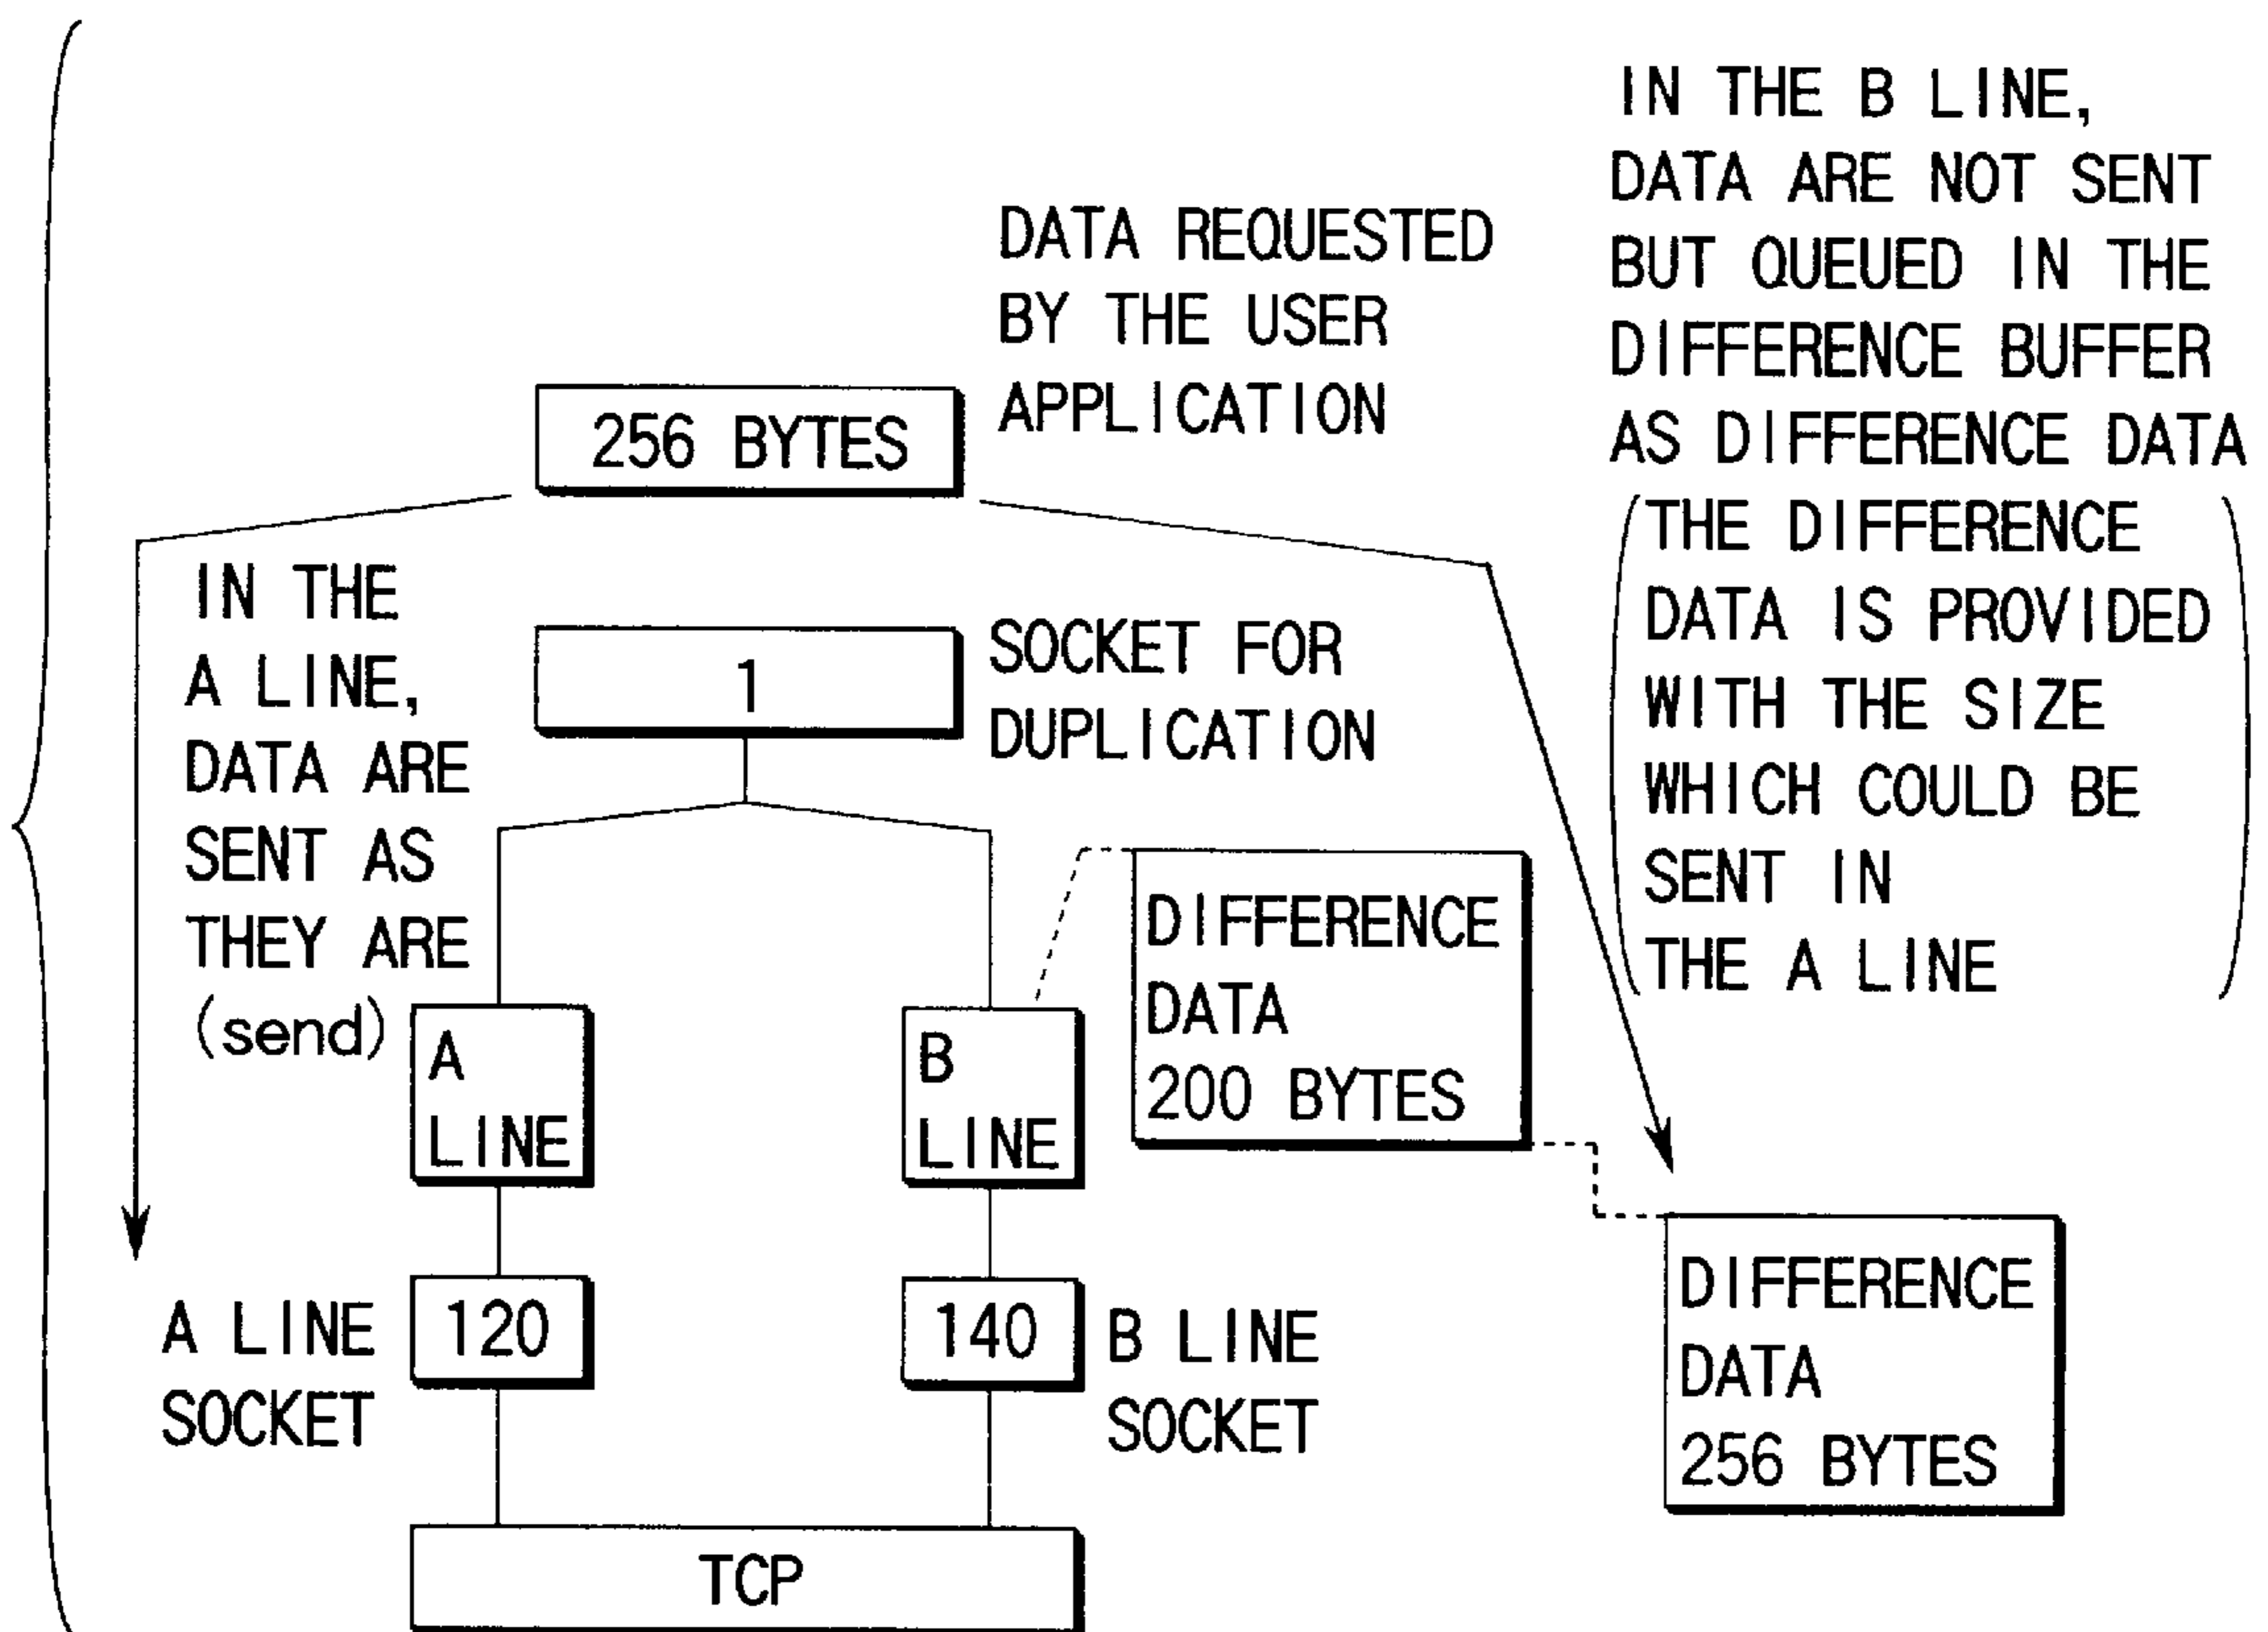 IN THE B LINE,
DATA ARE NOT SENT
BUT QUEUED IN THE
DIFFERENCE BUFFER
AS DIFFERENCE DATA
THE DIFFERENCE
DATA IS PROVIDED
WITH THE SIZE
WHICH COULD BE
SENT IN
THE A LINE
DATA REQUESTED
BY THE USER
APPLICATION
256 BYTES
IN THE
A LINE,
DATA ARE
SENT AS
THEY ARE
(send)
1
SOCKET FOR
DUPLICATION
A
LINE
B
LINE
DIFFERENCE
DATA
200 BYTES
A LINE
SOCKET
120
140
B LINE
SOCKET
DIFFERENCE
DATA
256 BYTES
TCP